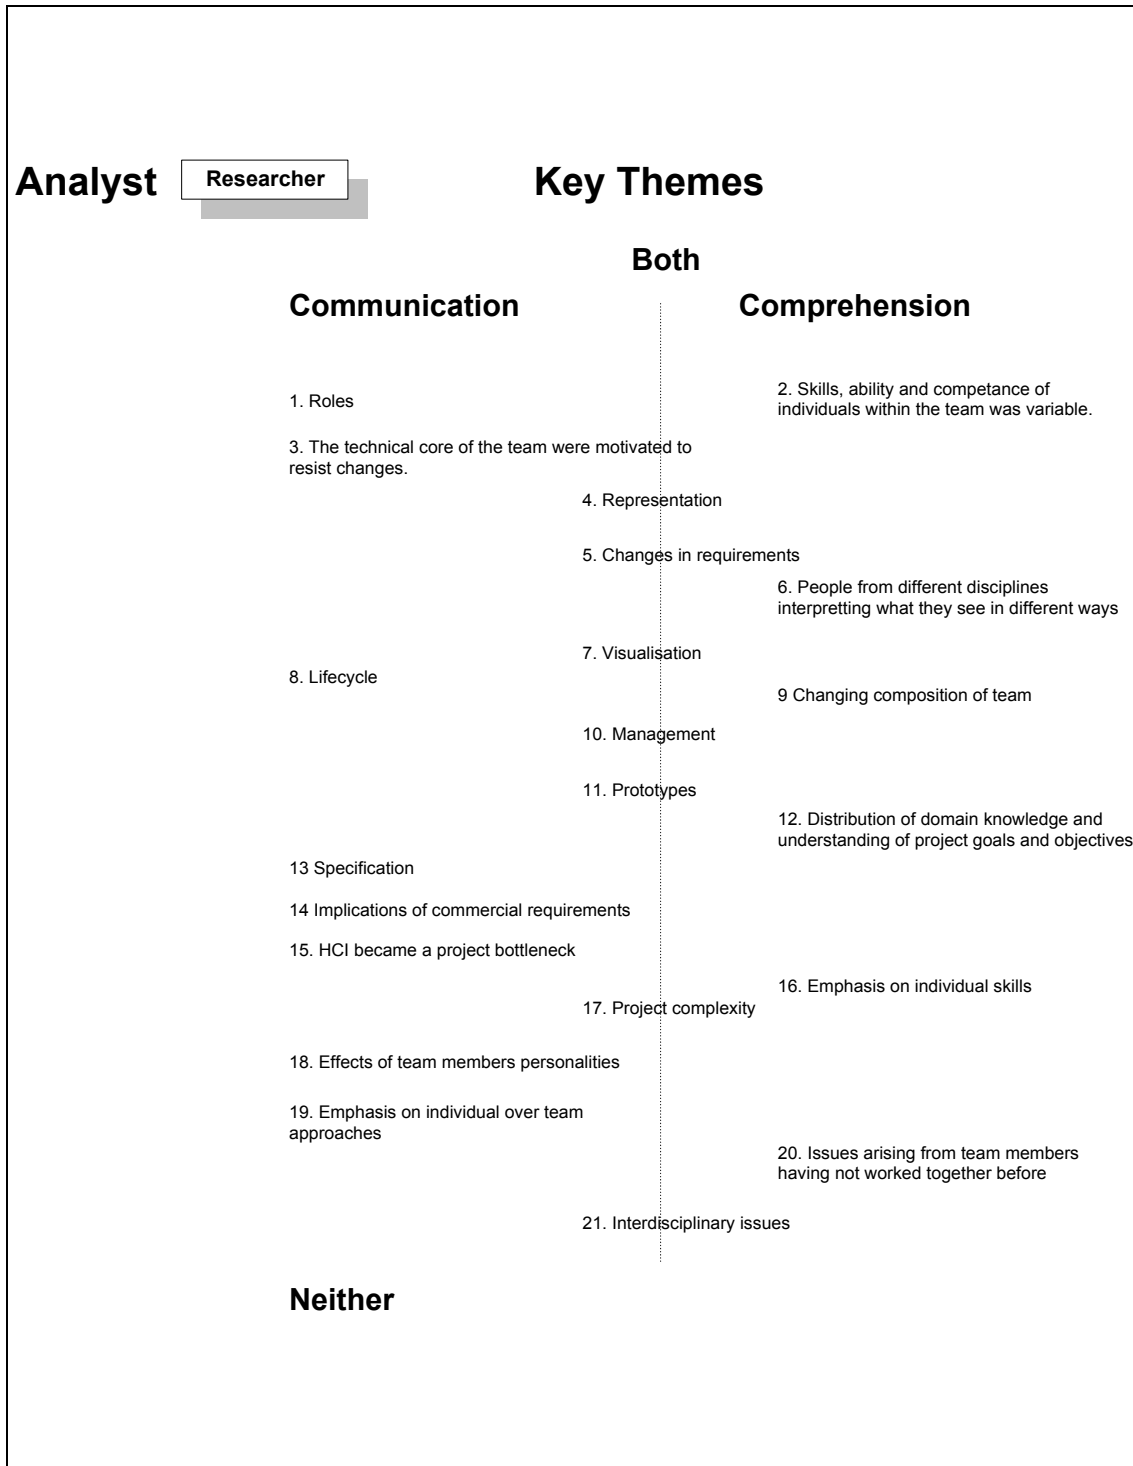 Analyst
Researcher
Key Themes
Both
Communication
Comprehension
1. Roles
2. Skills, ability and competance of
individuals within the team was variable.
3. The technical core of the team were motivated to
resist changes.
4. Representation
5. Changes in requirements
6. People from different disciplines
interpretting what they see in different ways
7. Visualisation
8. Lifecycle
9 Changing composition of team
10. Management
11. Prototypes
12. Distribution of domain knowledge and
understanding of project goals and objectives
13 Specification
14 Implications of commercial requirements
15. HCI became a project bottleneck
16. Emphasis on individual skills
17. Project complexity
18. Effects of team members personalities
19. Emphasis on individual over team
approaches
20. Issues arising from team members
having not worked together before
21. Interdisciplinary issues
Neither